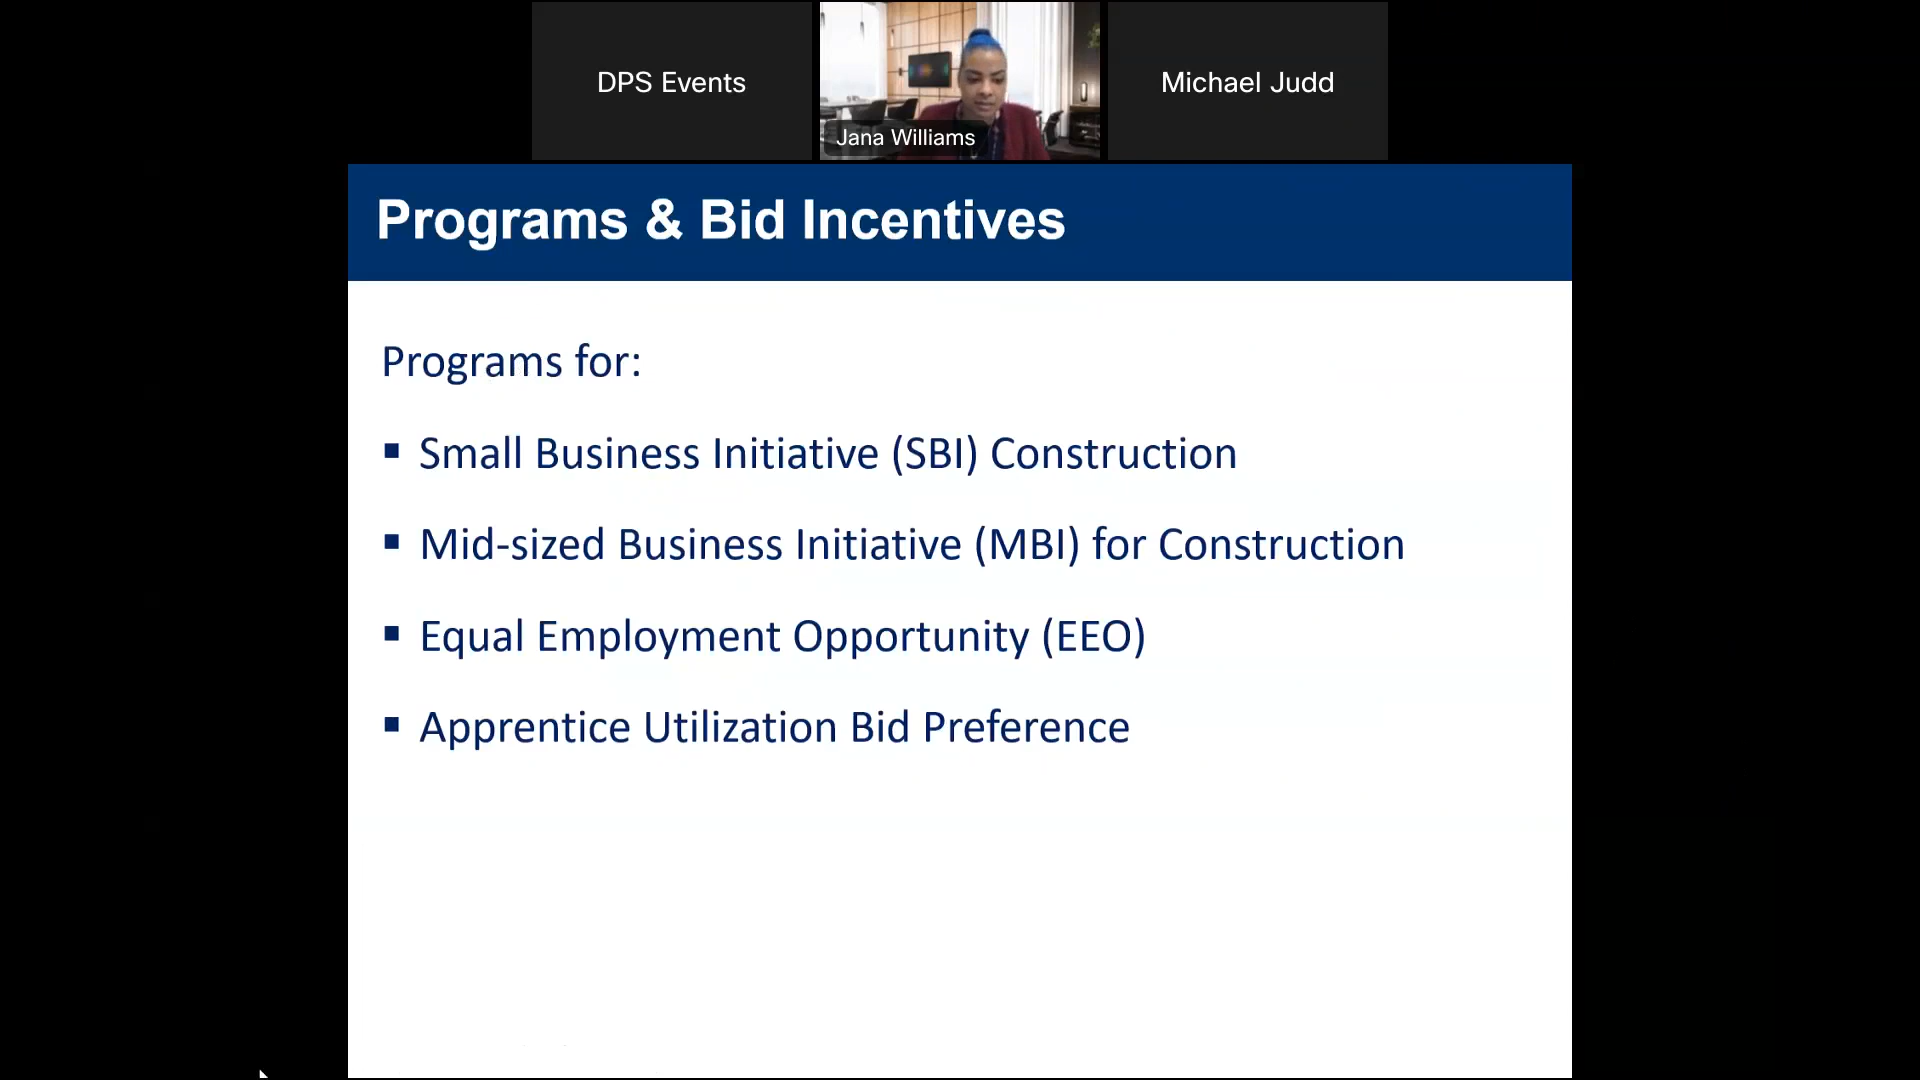 DPS Events
Jana Williams
Michael Judd
Programs & Bid Incentives
Programs for:
▪ Small Business Initiative (SBI) Construction
▪ Mid-sized Business Initiative (MBI) for Construction
▪ Equal Employment Opportunity (EEO)
▪ Apprentice Utilization Bid Preference